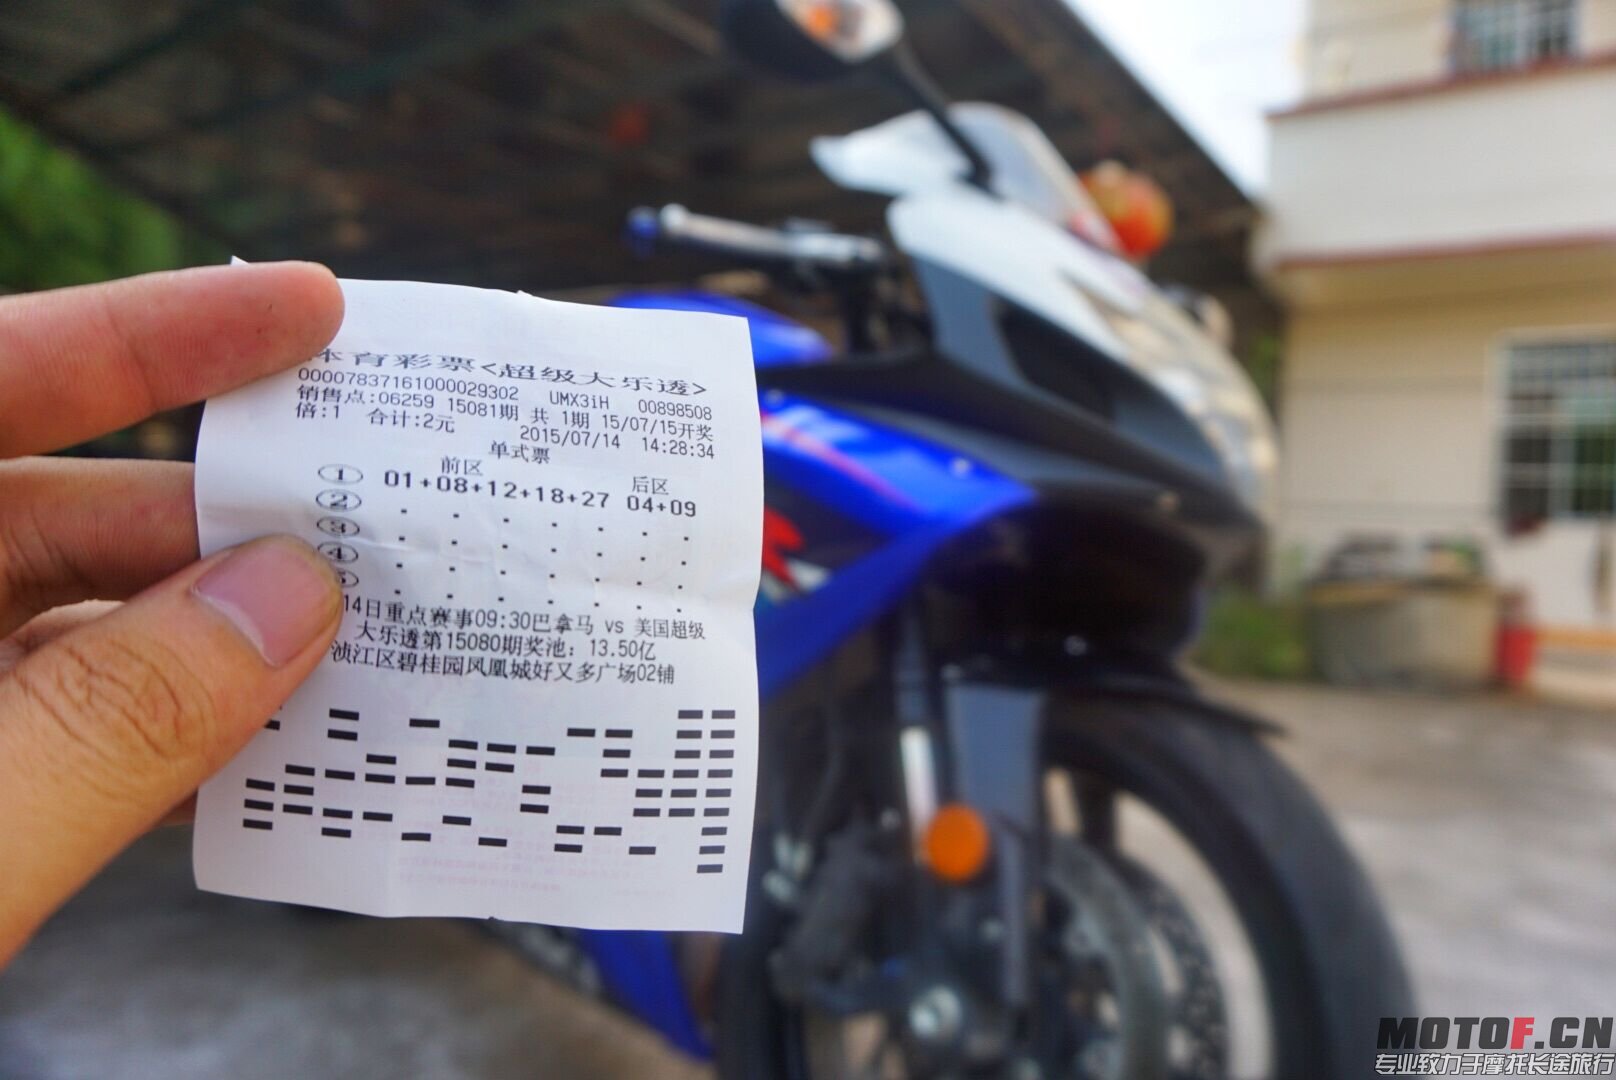 体育彩票<超级大乐透>
00007837161000029302 UMX3iH 00898508
销售点:06259 15081期 共 1期 15/07/15开奖
倍:1 合计:2元 2015/07/14 14:28:34
单式票
前区 后区
① 01+08+12+18+27 04+09
②
③
④
14日重点赛事09:30巴拿马 vs 美国超级
大乐透第15080期奖池: 13.50亿
浈江区碧桂园凤凰城好又多广场02铺
MOTOF.CN
专业致力于摩托长途旅行